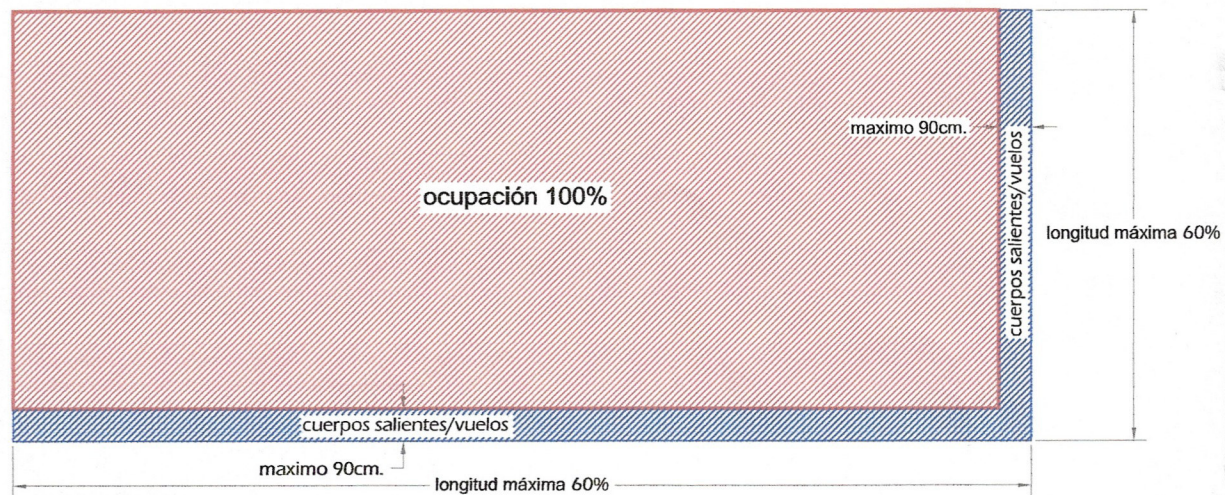 maximo 90cm.
cuerpos salientes/vuelos
ocupación 100%
longitud máxima 60%
cuerpos salientes/vuelos
maximo 90cm.
longitud máxima 60%